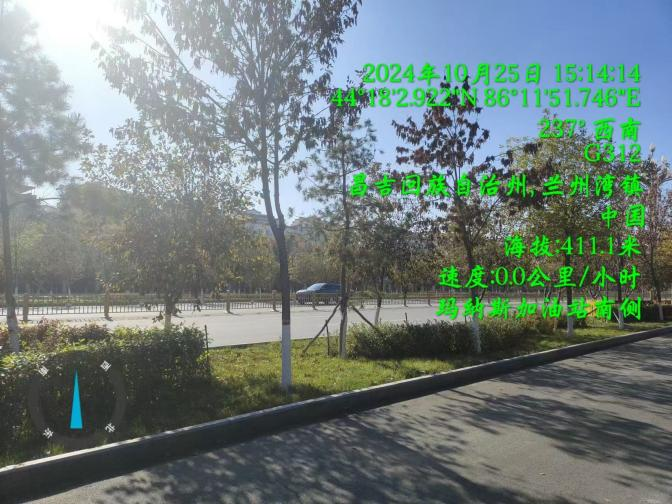 2024年10月25日 15:14:14
44°18'2.922"N 86°11'51.746"E
237° 西南
G312
昌吉回族自治州,兰州湾镇
中国
海拔:411.1米
速度:0.0公里/小时
玛纳斯加油站南侧